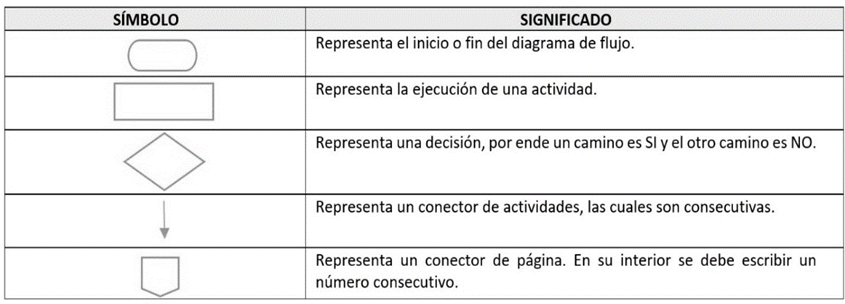 SÍMBOLO SIGNIFICADO
Representa el inicio o fin del diagrama de flujo.
Representa la ejecución de una actividad.
Representa una decisión, por ende un camino es SI y el otro camino es NO.
Representa un conector de actividades, las cuales son consecutivas.
Representa un conector de página. En su interior se debe escribir un
número consecutivo.